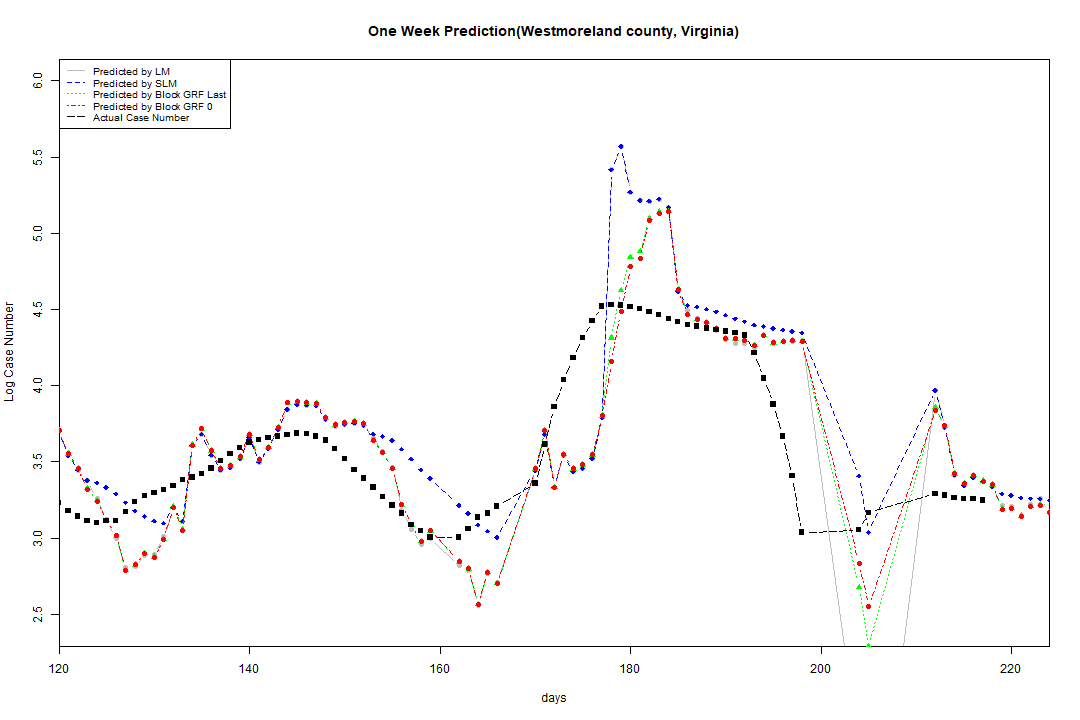 One Week Prediction(Westmoreland county, Virginia)
Predicted by LM
Predicted by SLM
Predicted by Block GRF Last
Predicted by Block GRF 0
Actual Case Number
Log Case Number
6.0
5.5
5.0
4.5
4.0
3.5
3.0
2.5
120 140 160 180 200 220
days